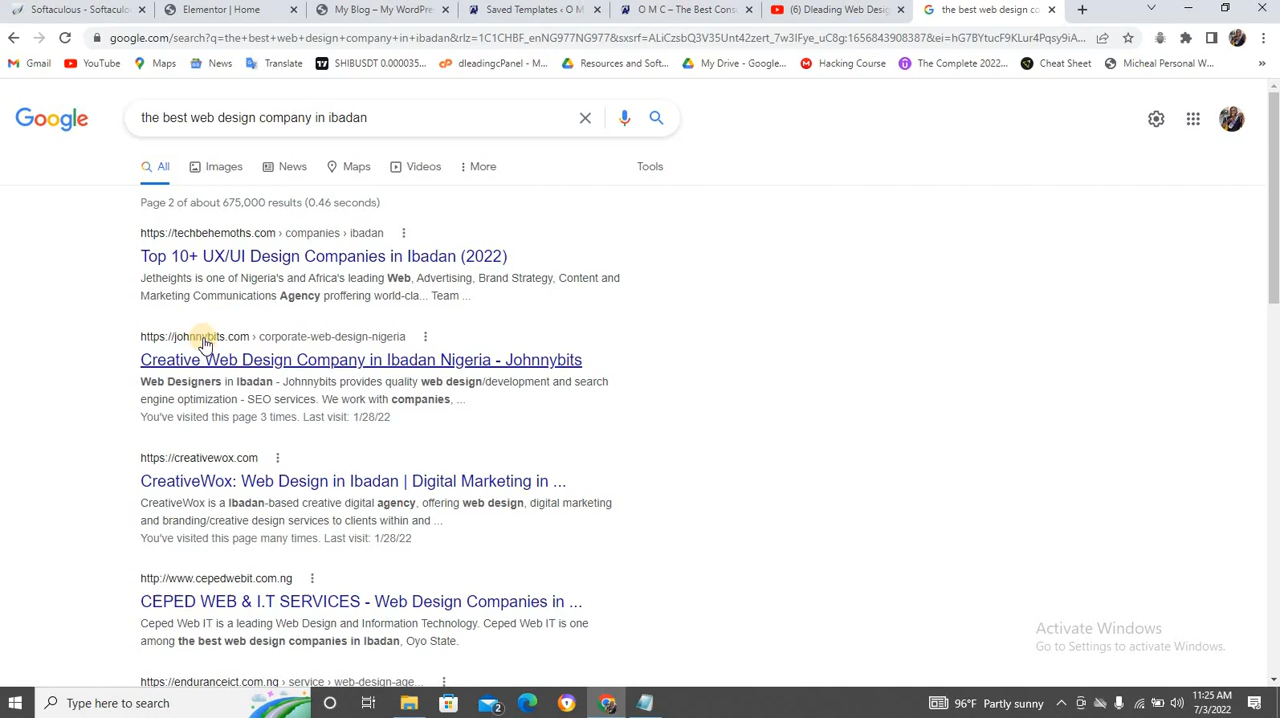 Softaculous - Softaculou
Elementor | Home
My Blog – My WordPre
Saved Templates ‹ O M
O M C – The Best Cons
(6) Dleading Web Desig
the best web design co
google.com/search?q=the+best+web+design+company+in+ibadan&rlz=1C1CHBF_enNG977NG977&sxsrf=ALiCzsbQ3V35Unt42zert_7w3IFye_uC8g:1656843908387&ei=hG7BYtucF9KLur4Pqsy9iA...
Gmail
YouTube
Maps
News
Translate
SHIBUSDT 0.000035...
dleadingcPanel - M...
Resources and Soft...
My Drive - Google...
Hacking Course
The Complete 2022...
Cheat Sheet
Micheal Personal W...
»
Google
the best web design company in ibadan
All
Images
News
Maps
Videos
More
Tools
Page 2 of about 675,000 results (0.46 seconds)
https://techbehemoths.com › companies › ibadan
Top 10+ UX/UI Design Companies in Ibadan (2022)
Jetheights is one of Nigeria's and Africa's leading Web, Advertising, Brand Strategy, Content and
Marketing Communications Agency proffering world-cla... Team ...
https://johnnybits.com › corporate-web-design-nigeria
Creative Web Design Company in Ibadan Nigeria - Johnnybits
Web Designers in Ibadan - Johnnybits provides quality web design/development and search
engine optimization - SEO services. We work with companies, ...
You've visited this page 3 times. Last visit: 1/28/22
https://creativewox.com
CreativeWox: Web Design in Ibadan | Digital Marketing in ...
CreativeWox is a Ibadan-based creative digital agency, offering web design, digital marketing
and branding/creative design services to clients within and ...
You've visited this page many times. Last visit: 1/28/22
http://www.cepedwebit.com.ng
CEPED WEB & I.T SERVICES - Web Design Companies in ...
Ceped Web IT is a leading Web Design and Information Technology. Ceped Web IT is one
among the best web design companies in Ibadan, Oyo State.
https://enduranceict.com.ng › service › web-design-age...
Activate Windows
Go to Settings to activate Windows.
Type here to search
2
96°F Partly sunny
11:25 AM
7/3/2022